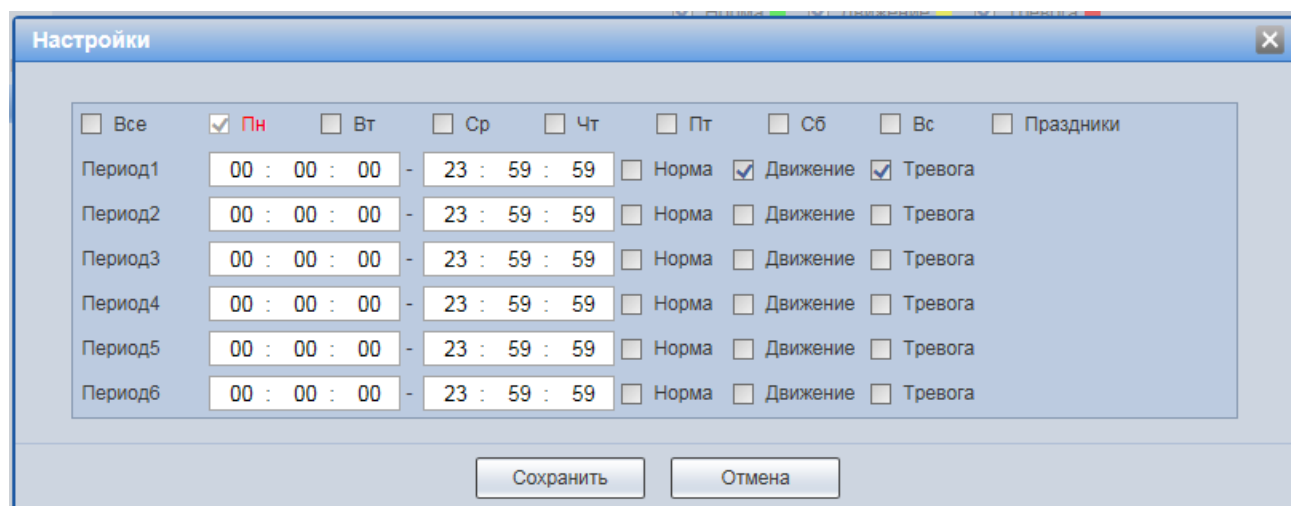 Норма Движение Тревога
Настройки
Все Пн Вт Ср Чт Пт Сб Вс Праздники
Период1 00 : 00 : 00 - 23 : 59 : 59 Норма Движение Тревога
Период2 00 : 00 : 00 - 23 : 59 : 59 Норма Движение Тревога
Период3 00 : 00 : 00 - 23 : 59 : 59 Норма Движение Тревога
Период4 00 : 00 : 00 - 23 : 59 : 59 Норма Движение Тревога
Период5 00 : 00 : 00 - 23 : 59 : 59 Норма Движение Тревога
Период6 00 : 00 : 00 - 23 : 59 : 59 Норма Движение Тревога
Сохранить Отмена